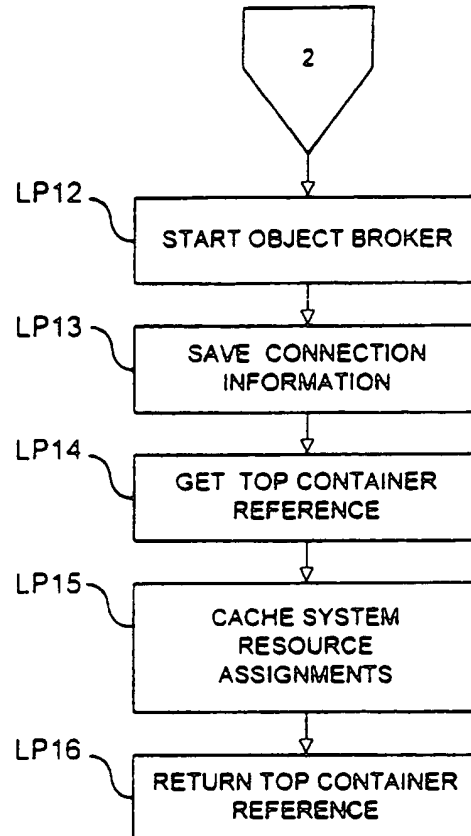 2
LP12
START OBJECT BROKER
LP13
SAVE CONNECTION
INFORMATION
LP14
GET TOP CONTAINER
REFERENCE
LP15
CACHE SYSTEM
RESOURCE
ASSIGNMENTS
LP16
RETURN TOP CONTAINER
REFERENCE